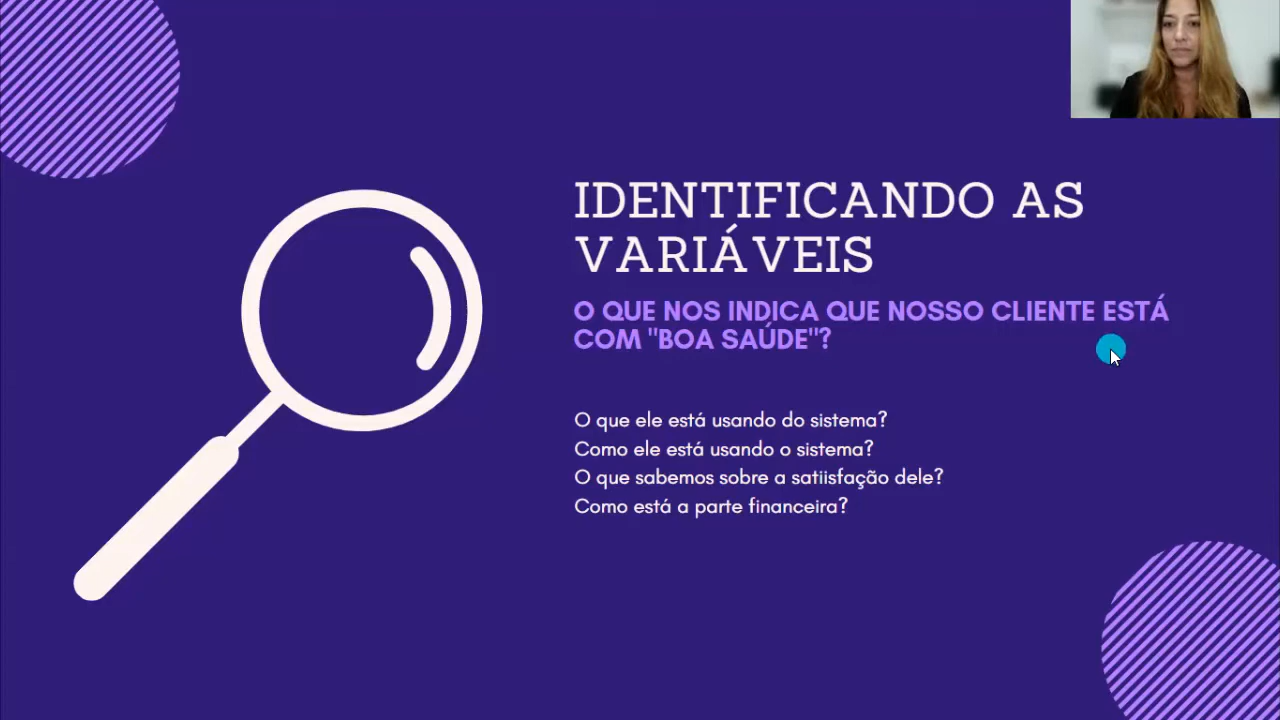 IDENTIFICANDO AS
VARIÁVEIS
O QUE NOS INDICA QUE NOSSO CLIENTE ESTÁ
COM "BOA SAÚDE"?
O que ele está usando do sistema?
Como ele está usando o sistema?
O que sabemos sobre a satiisfação dele?
Como está a parte financeira?